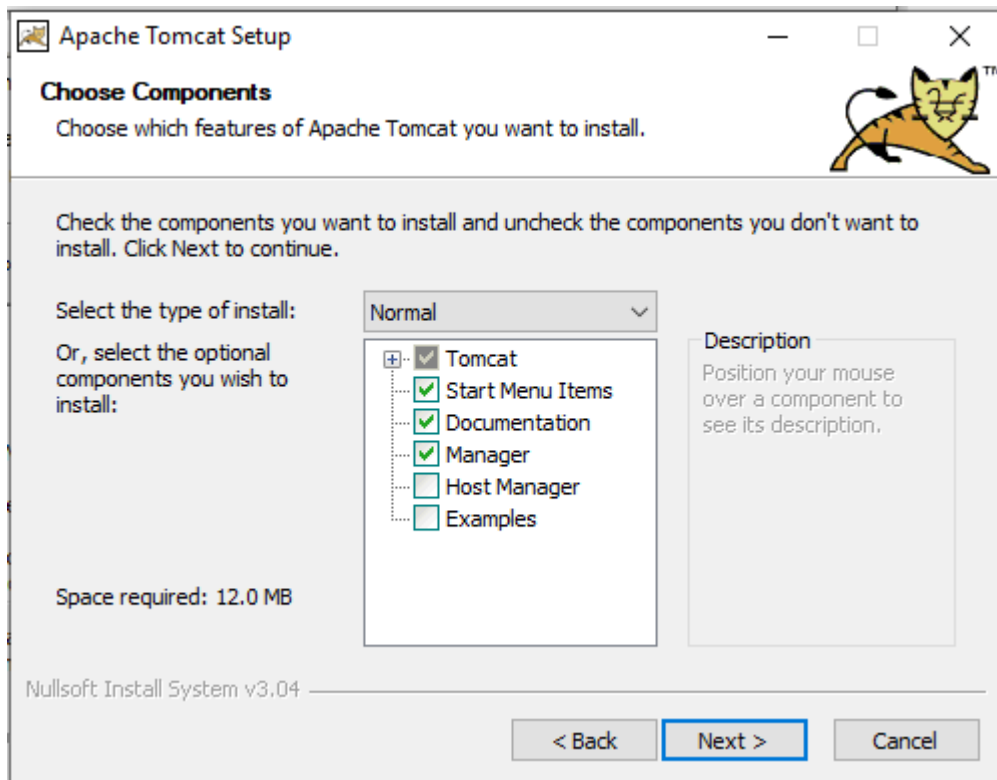 Apache Tomcat Setup
Choose Components
Choose which features of Apache Tomcat you want to install.
TM
Check the components you want to install and uncheck the components you don't want to
install. Click Next to continue.
Select the type of install:
Normal
Or, select the optional
components you wish to
install:
Tomcat
Start Menu Items
Documentation
Manager
Host Manager
Examples
Description
Position your mouse
over a component to
see its description.
Space required: 12.0 MB
Nullsoft Install System v3.04
< Back
Next >
Cancel